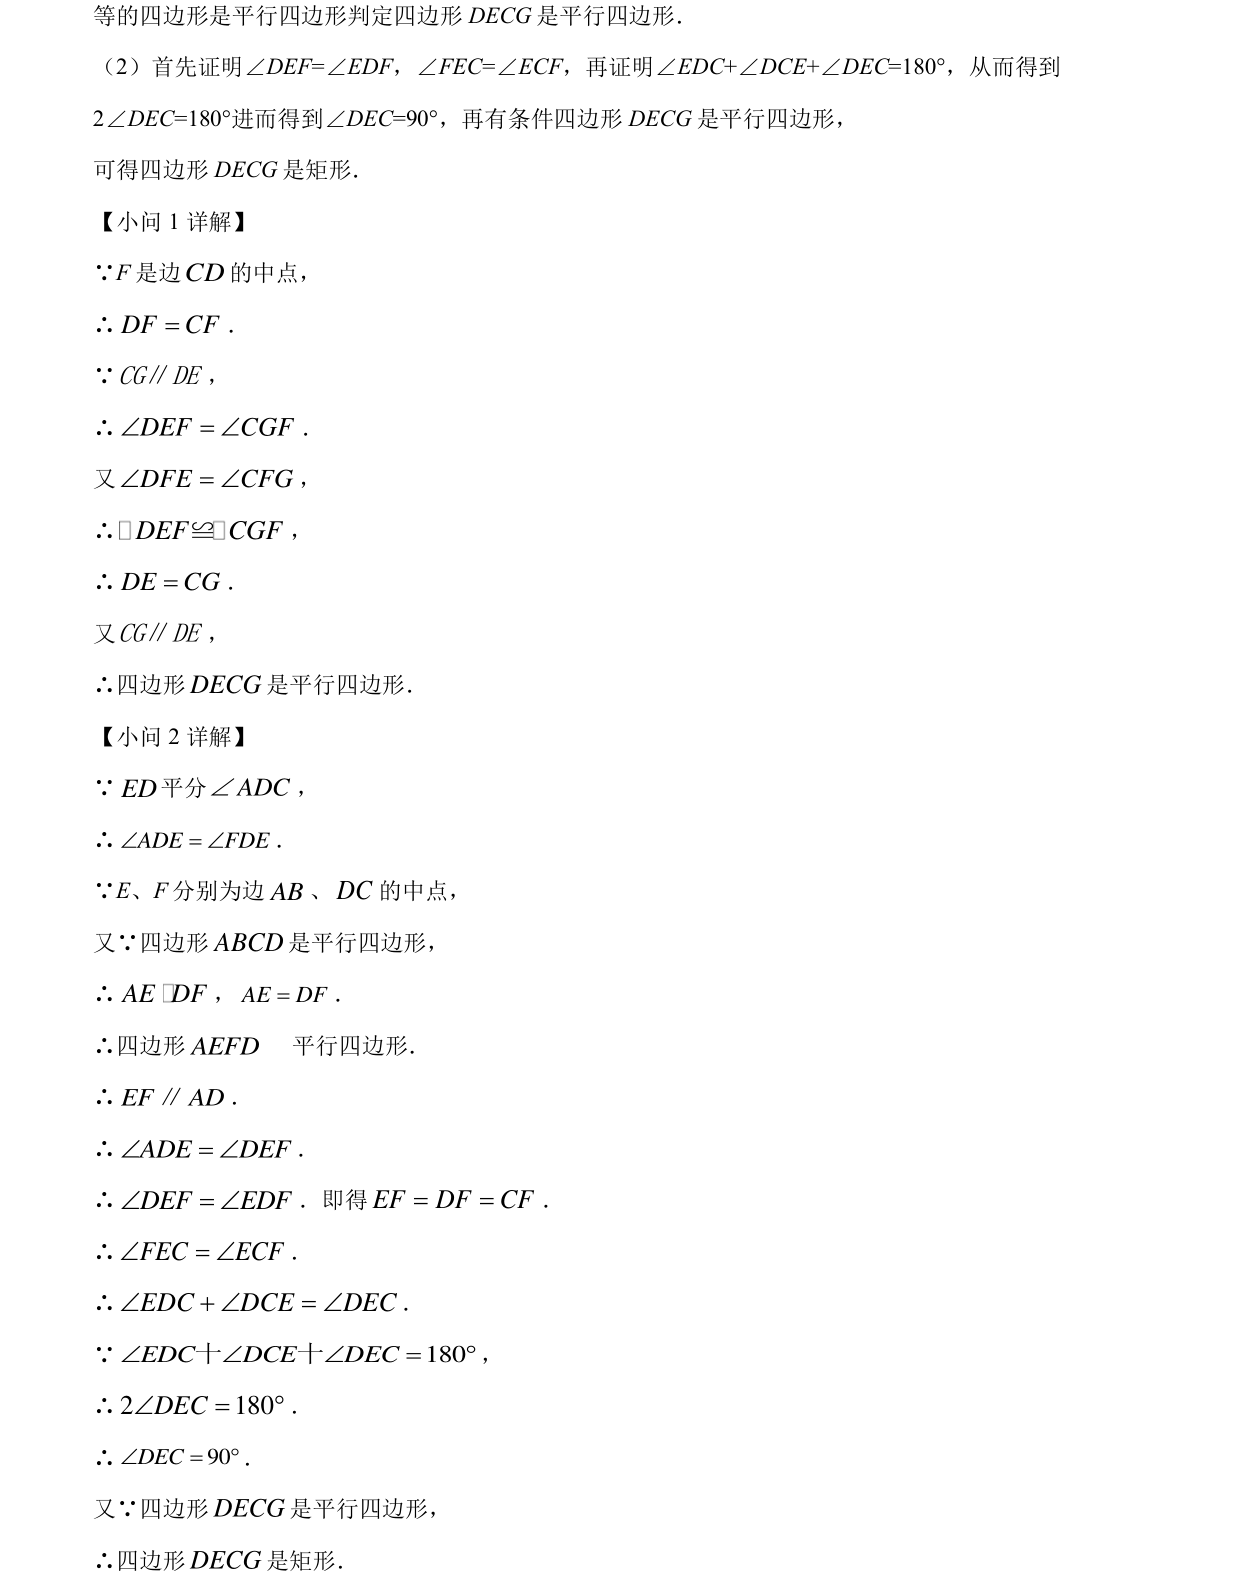 等的四边形是平行四边形判定四边形 DECG 是平行四边形．
（2）首先证明∠DEF=∠EDF，∠FEC=∠ECF，再证明∠EDC+∠DCE+∠DEC=180°，从而得到
2∠DEC=180°进而得到∠DEC=90°，再有条件四边形 DECG 是平行四边形，
可得四边形 DECG 是矩形．
【小问 1 详解】
∵F 是边 CD 的中点，
∴ DF = CF ．
∵ CG∥DE ，
∴ ∠DEF = ∠CGF ．
又 ∠DFE = ∠CFG ，
∴□DEF≌□CGF ，
∴ DE = CG ．
又 CG∥DE ，
∴四边形 DECG 是平行四边形．
【小问 2 详解】
∵ ED 平分 ∠ADC ，
∴ ∠ADE = ∠FDE ．
∵E、F 分别为边 AB 、DC 的中点，
又∵四边形 ABCD 是平行四边形，
∴ AE □DF ， AE = DF ．
∴四边形 AEFD 平行四边形．
∴ EF ∥ AD ．
∴ ∠ADE = ∠DEF ．
∴ ∠DEF = ∠EDF ．即得 EF = DF = CF ．
∴ ∠FEC = ∠ECF ．
∴ ∠EDC + ∠DCE = ∠DEC ．
∵ ∠EDC十∠DCE十∠DEC = 180° ，
∴ 2∠DEC = 180° ．
∴ ∠DEC = 90° ．
又∵四边形 DECG 是平行四边形，
∴四边形 DECG 是矩形．